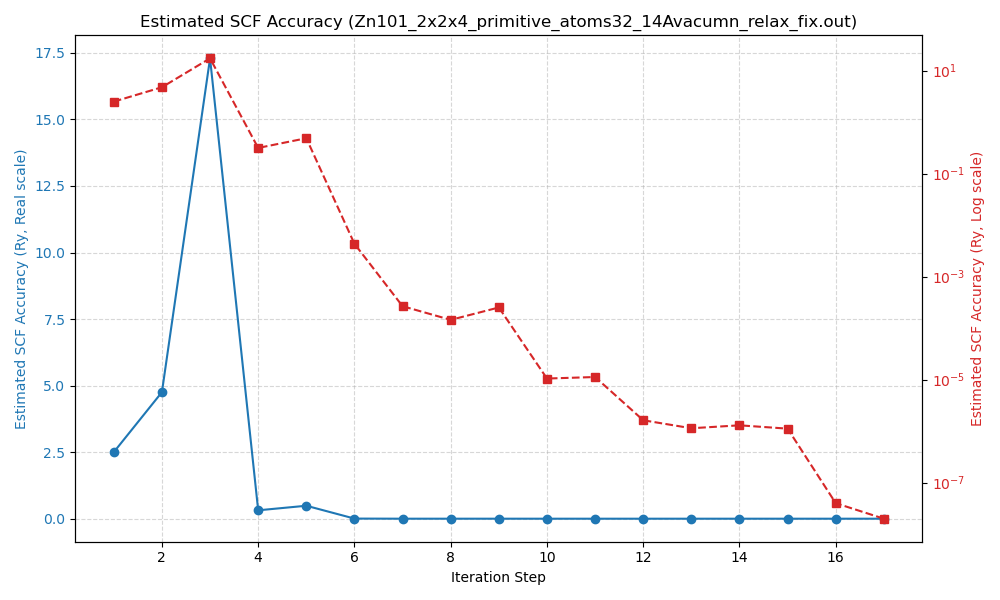 Estimated SCF Accuracy (Zn101_2x2x4_primitive_atoms32_14Avacumn_relax_fix.out)
Estimated SCF Accuracy (Ry, Real scale)
17.5
15.0
12.5
10.0
7.5
5.0
2.5
0.0
2 4 6 8 10 12 14 16
Iteration Step
10¹
10⁻¹
10⁻³
10⁻⁵
10⁻⁷
Estimated SCF Accuracy (Ry, Log scale)